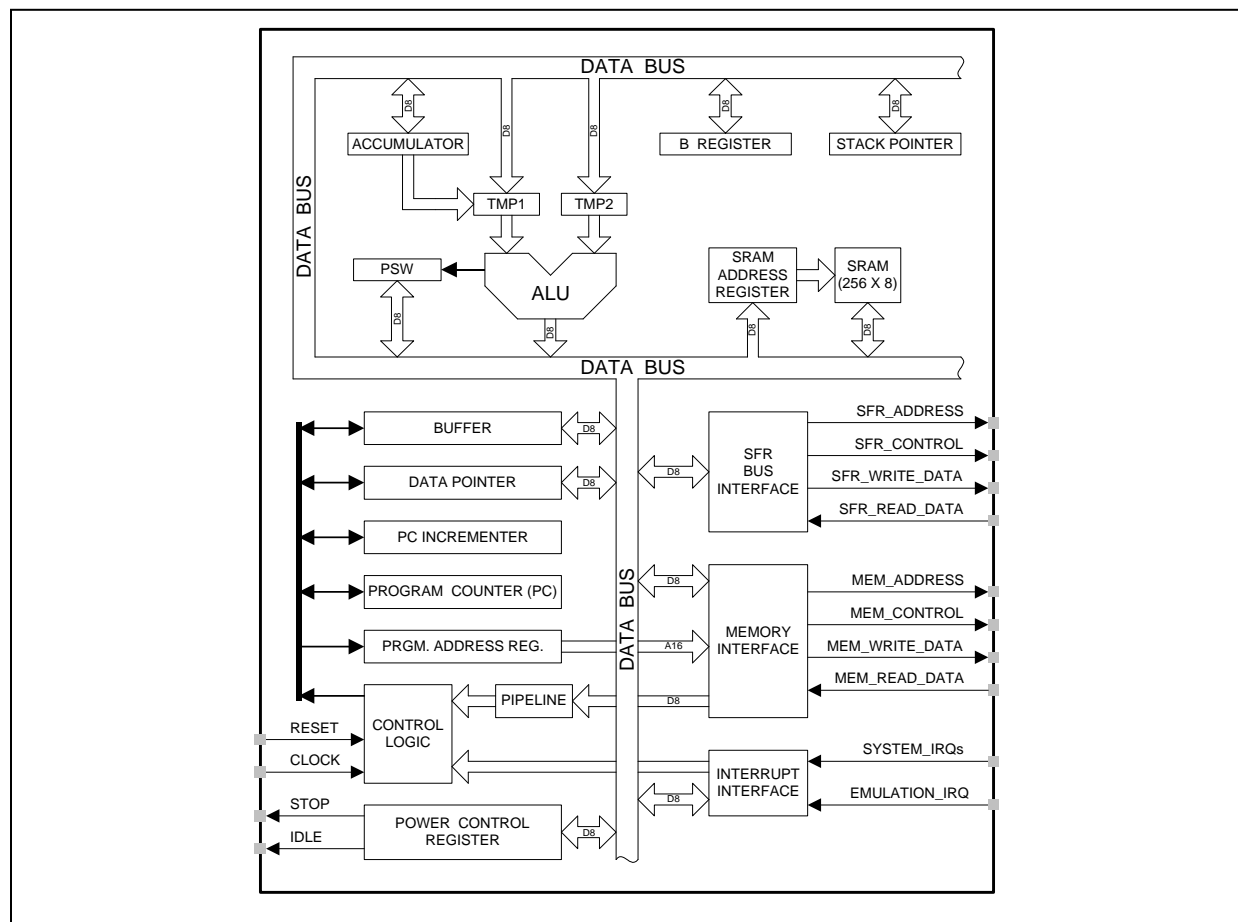 DATA BUS
D8
D8
D8
D8
D8
ACCUMULATOR
B REGISTER
STACK POINTER
DATA BUS
TMP1
TMP2
PSW
ALU
SRAM
ADDRESS
REGISTER
SRAM
(256 X 8)
D8
D8
D8
D8
DATA BUS
BUFFER
D8
DATA POINTER
D8
PC INCREMENTER
PROGRAM COUNTER (PC)
PRGM. ADDRESS REG.
A16
DATA BUS
D8
SFR
BUS
INTERFACE
SFR_ADDRESS
SFR_CONTROL
SFR_WRITE_DATA
SFR_READ_DATA
D8
MEMORY
INTERFACE
MEM_ADDRESS
MEM_CONTROL
MEM_WRITE_DATA
MEM_READ_DATA
PIPELINE
D8
RESET
CLOCK
CONTROL
LOGIC
INTERRUPT
INTERFACE
SYSTEM_IRQs
EMULATION_IRQ
D8
STOP
IDLE
POWER CONTROL
REGISTER
D8